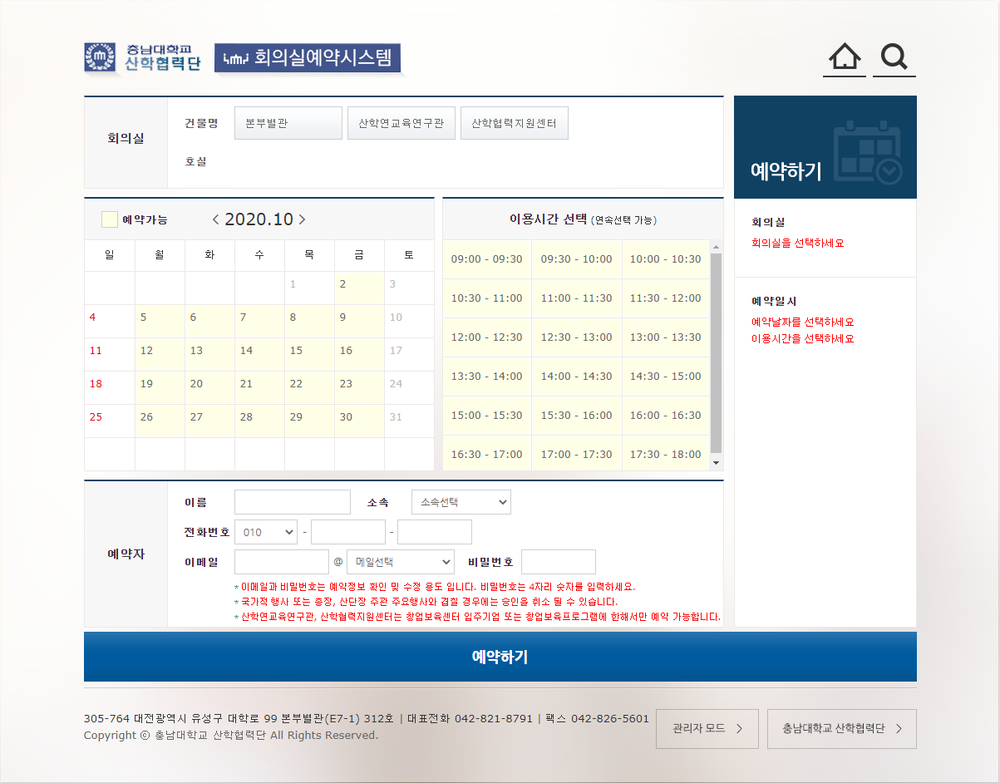 충남대학교
산학협력단
회의실예약시스템
회의실
건물명
본부별관
산학연교육연구관
산학협력지원센터
호실
예약하기
회의실
회의실을 선택하세요
예약일시
예약날짜를 선택하세요
이용시간을 선택하세요
예약가능
< 2020.10 >
일 월 화 수 목 금 토
1 2 3
4 5 6 7 8 9 10
11 12 13 14 15 16 17
18 19 20 21 22 23 24
25 26 27 28 29 30 31
이용시간 선택 (연속선택 가능)
09:00 - 09:30 09:30 - 10:00 10:00 - 10:30
10:30 - 11:00 11:00 - 11:30 11:30 - 12:00
12:00 - 12:30 12:30 - 13:00 13:00 - 13:30
13:30 - 14:00 14:00 - 14:30 14:30 - 15:00
15:00 - 15:30 15:30 - 16:00 16:00 - 16:30
16:30 - 17:00 17:00 - 17:30 17:30 - 18:00
예약자
이름 소속 소속선택
전화번호 010 - -
이메일 @ 메일선택 비밀번호
* 이메일과 비밀번호는 예약정보 확인 및 수정 용도 입니다. 비밀번호는 4자리 숫자를 입력하세요.
* 국가적 행사 또는 총장, 산단장 주관 주요행사와 겹칠 경우에는 승인을 취소 될 수 있습니다.
* 산학연교육연구관, 산학협력지원센터는 창업보육센터 입주기업 또는 창업보육프로그램에 한해서만 예약 가능합니다.
예약하기
305-764 대전광역시 유성구 대학로 99 본부별관(E7-1) 312호 | 대표전화 042-821-8791 | 팩스 042-826-5601
Copyright ⓒ 충남대학교 산학협력단 All Rights Reserved.
관리자 모드 >
충남대학교 산학협력단 >